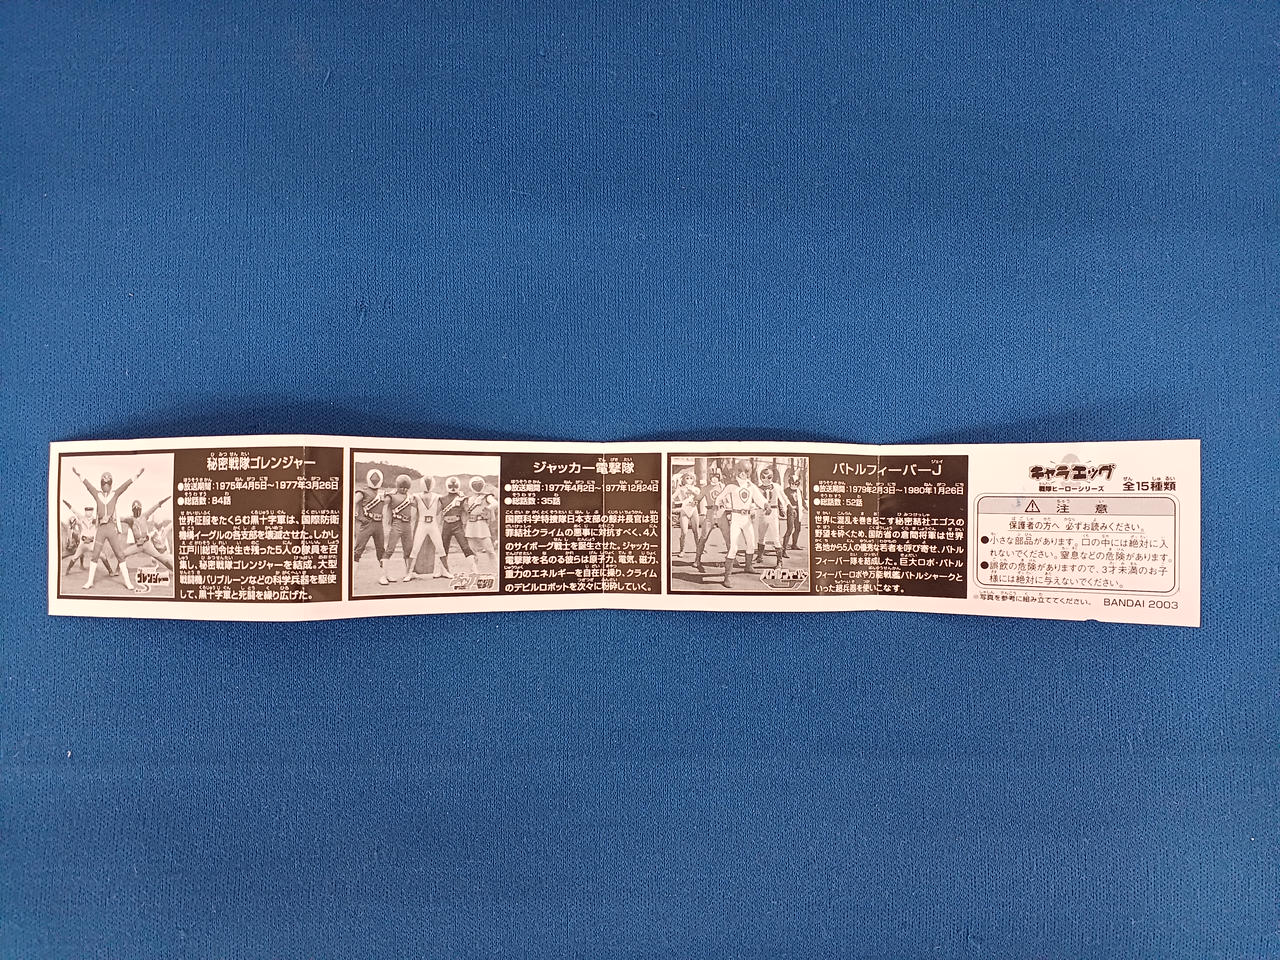 秘密戦隊ゴレンジャー
●放送期間:1975年4月5日～1977年3月26日
●総話数:84話
世界征服をたくらむ黒十字軍は、国際防衛
機構イーグルの各支部を壊滅させた。しかし
江戸川総司令は生き残った5人の隊員を召
集し、秘密戦隊ゴレンジャーを結成。大型
戦闘機バリブルーンなどの科学兵器を駆使
して、黒十字軍と死闘を繰り広げた。
ゴレンジャー
ジャッカー電撃隊
●放送期間:1977年4月2日～1977年12月24日
●総話数:35話
国際科学特捜隊日本支部の鯨井長官は犯
罪結社クライムの悪事に対抗すべく、4人
のサイボーグ戦士を誕生させた。ジャッカー
電撃隊を名のる彼らは原子力、電気、磁力、
重力のエネルギーを自在に操り、クライム
のデビルロボットを次々に粉砕していく。
バトルフィーバーJ
●放送期間:1979年2月3日～1980年1月26日
●総話数:52話
世界に混乱を巻き起こす秘密結社エゴスの
野望を砕くため、国防省の倉間将軍は世界
各地から5人の優秀な若者を呼び寄せ、バトル
フィーバー隊を結成した。巨大ロボ・バトル
フィーバーロボや万能戦艦バトルシャークと
いった超兵器を使いこなす。
キャラエッグ
戦隊ヒーローシリーズ
全15種類
注意
保護者の方へ 必ずお読みください。
●小さな部品があります。口の中には絶対に入
れないでください。窒息などの危険があります。
●誤飲の危険がありますので、3才未満のお子
様には絶対に与えないでください。
※写真を参考に組み立ててください。
BANDAI 2003